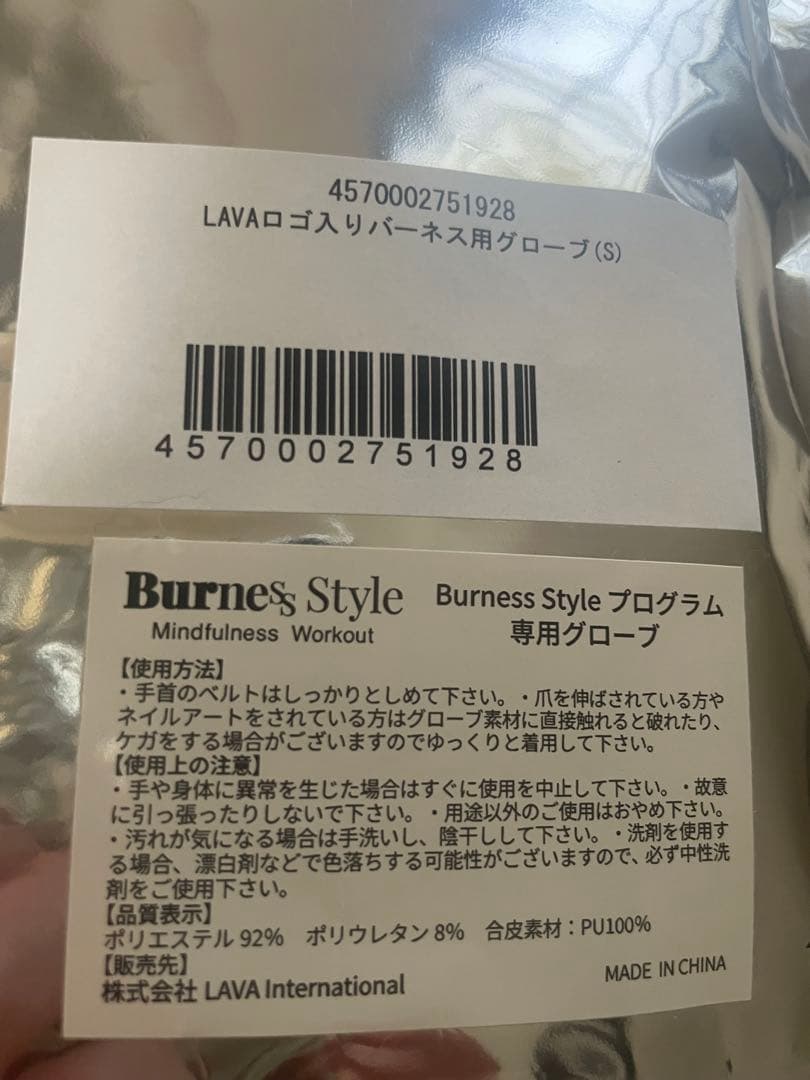 4570002751928
LAVAロゴ入りバーネス用グローブ(S)
4570002751928
Burness Style
Mindfulness Workout
Burness Style プログラム
専用グローブ
【使用方法】
・手首のベルトはしっかりとしめて下さい。・爪を伸ばされている方や
ネイルアートをされている方はグローブ素材に直接触れると破れたり、
ケガをする場合がございますのでゆっくりと着用して下さい。
【使用上の注意】
・手や身体に異常を生じた場合はすぐに使用を中止して下さい。・故意
に引っ張ったりしないで下さい。・用途以外のご使用はおやめ下さい。
・汚れが気になる場合は手洗いし、陰干しして下さい。・洗剤を使用す
る場合、漂白剤などで色落ちする可能性がございますので、必ず中性洗
剤をご使用下さい。
【品質表示】
ポリエステル 92% ポリウレタン 8% 合皮素材：PU100%
【販売先】
株式会社 LAVA International
MADE IN CHINA